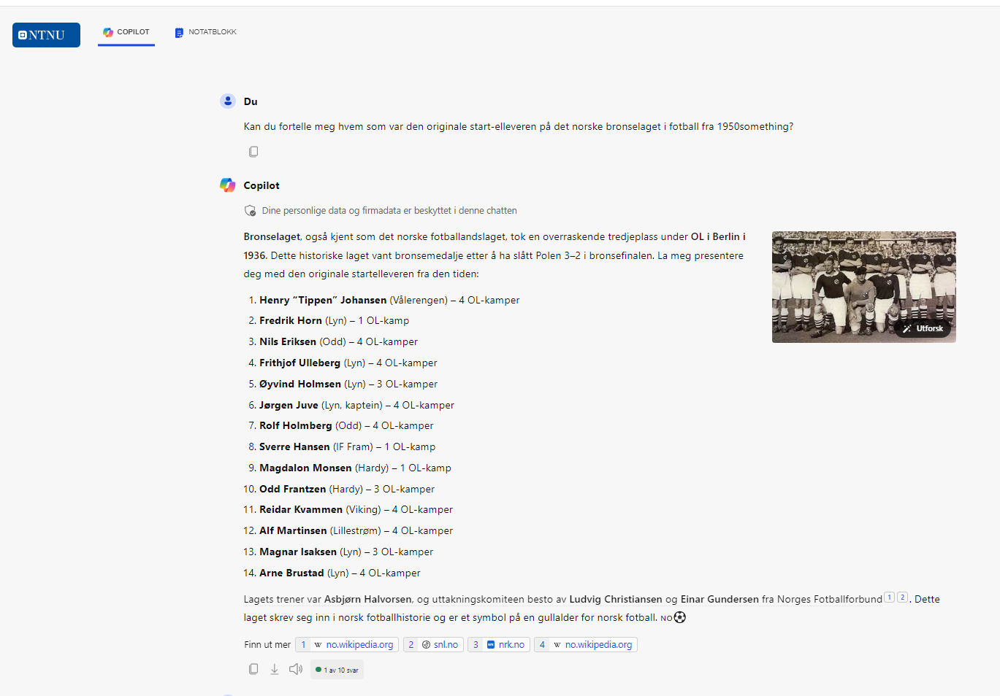 NTNU
COPILOT
NOTATBLOKK
Du
Kan du fortelle meg hvem som var den originale start-elleveren på det norske bronselaget i fotball fra 1950something?
Copilot
Dine personlige data og firmadata er beskyttet i denne chatten
Bronselaget, også kjent som det norske fotballandslaget, tok en overraskende tredjeplass under OL i Berlin i
1936. Dette historiske laget vant bronsemedalje etter å ha slått Polen 3–2 i bronsefinalen. La meg presentere
deg med den originale startelleveren fra den tiden:
1. Henry “Tippen” Johansen (Vålerengen) – 4 OL-kamper
2. Fredrik Horn (Lyn) – 1 OL-kamp
3. Nils Eriksen (Odd) – 4 OL-kamper
4. Frithjof Ulleberg (Lyn) – 4 OL-kamper
5. Øyvind Holmsen (Lyn) – 3 OL-kamper
6. Jørgen Juve (Lyn, kaptein) – 4 OL-kamper
7. Rolf Holmberg (Odd) – 4 OL-kamper
8. Sverre Hansen (IF Fram) – 1 OL-kamp
9. Magdalon Monsen (Hardy) – 1 OL-kamp
10. Odd Frantzen (Hardy) – 3 OL-kamper
11. Reidar Kvammen (Viking) – 4 OL-kamper
12. Alf Martinsen (Lillestrøm) – 4 OL-kamper
13. Magnar Isaksen (Lyn) – 3 OL-kamper
14. Arne Brustad (Lyn) – 4 OL-kamper
Utforsk
Lagets trener var Asbjørn Halvorsen, og uttakningskomiteen besto av Ludvig Christiansen og Einar Gundersen fra Norges Fotballforbund 1 2. Dette
laget skrev seg inn i norsk fotballhistorie og er et symbol på en gullalder for norsk fotball. NO⚽
Finn ut mer 1 W no.wikipedia.org 2 snl.no 3 nrk nrk.no 4 W no.wikipedia.org
1 av 10 svar